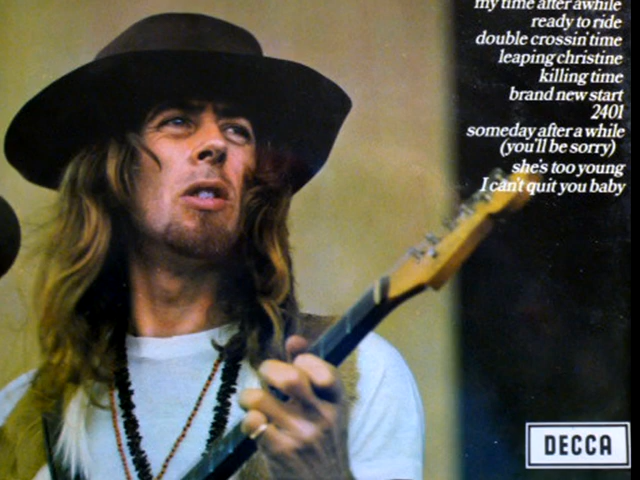 my time after awhile
ready to ride
double crossin' time
leaping christine
killing time
brand new start
2401
someday after a while
(you'll be sorry)
she's too young
I can't quit you baby
DECCA